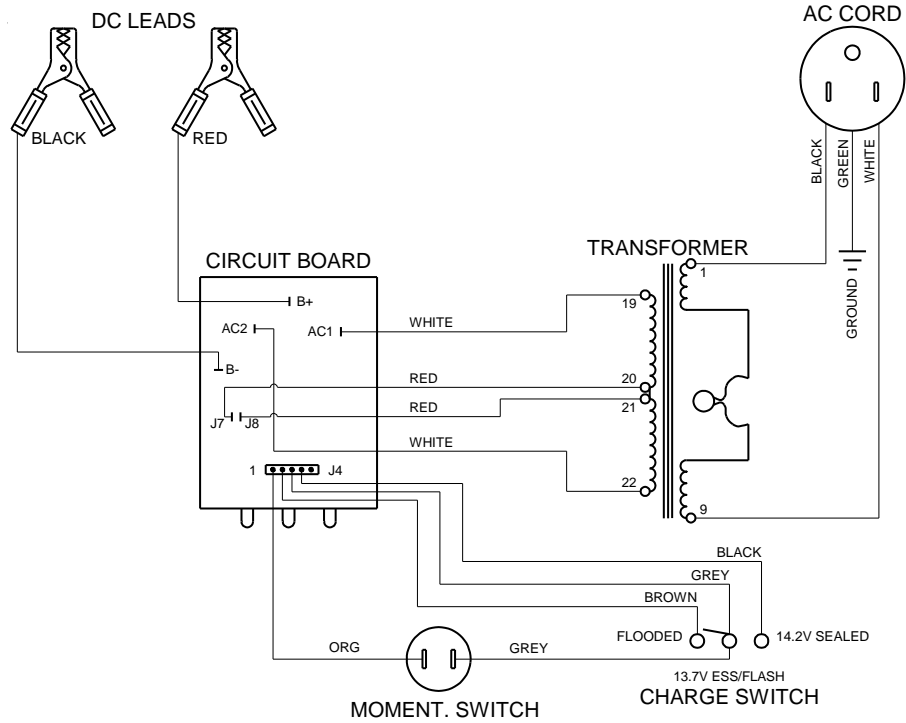 DC LEADS
AC CORD
BLACK
RED
BLACK
GREEN
WHITE
TRANSFORMER
CIRCUIT BOARD
1
GROUND
B+
19
WHITE
AC2
AC1
B-
RED
20
RED
21
J7
J8
WHITE
1
J4
22
9
BLACK
GREY
BROWN
FLOODED
14.2V SEALED
ORG
GREY
13.7V ESS/FLASH
CHARGE SWITCH
MOMENT. SWITCH